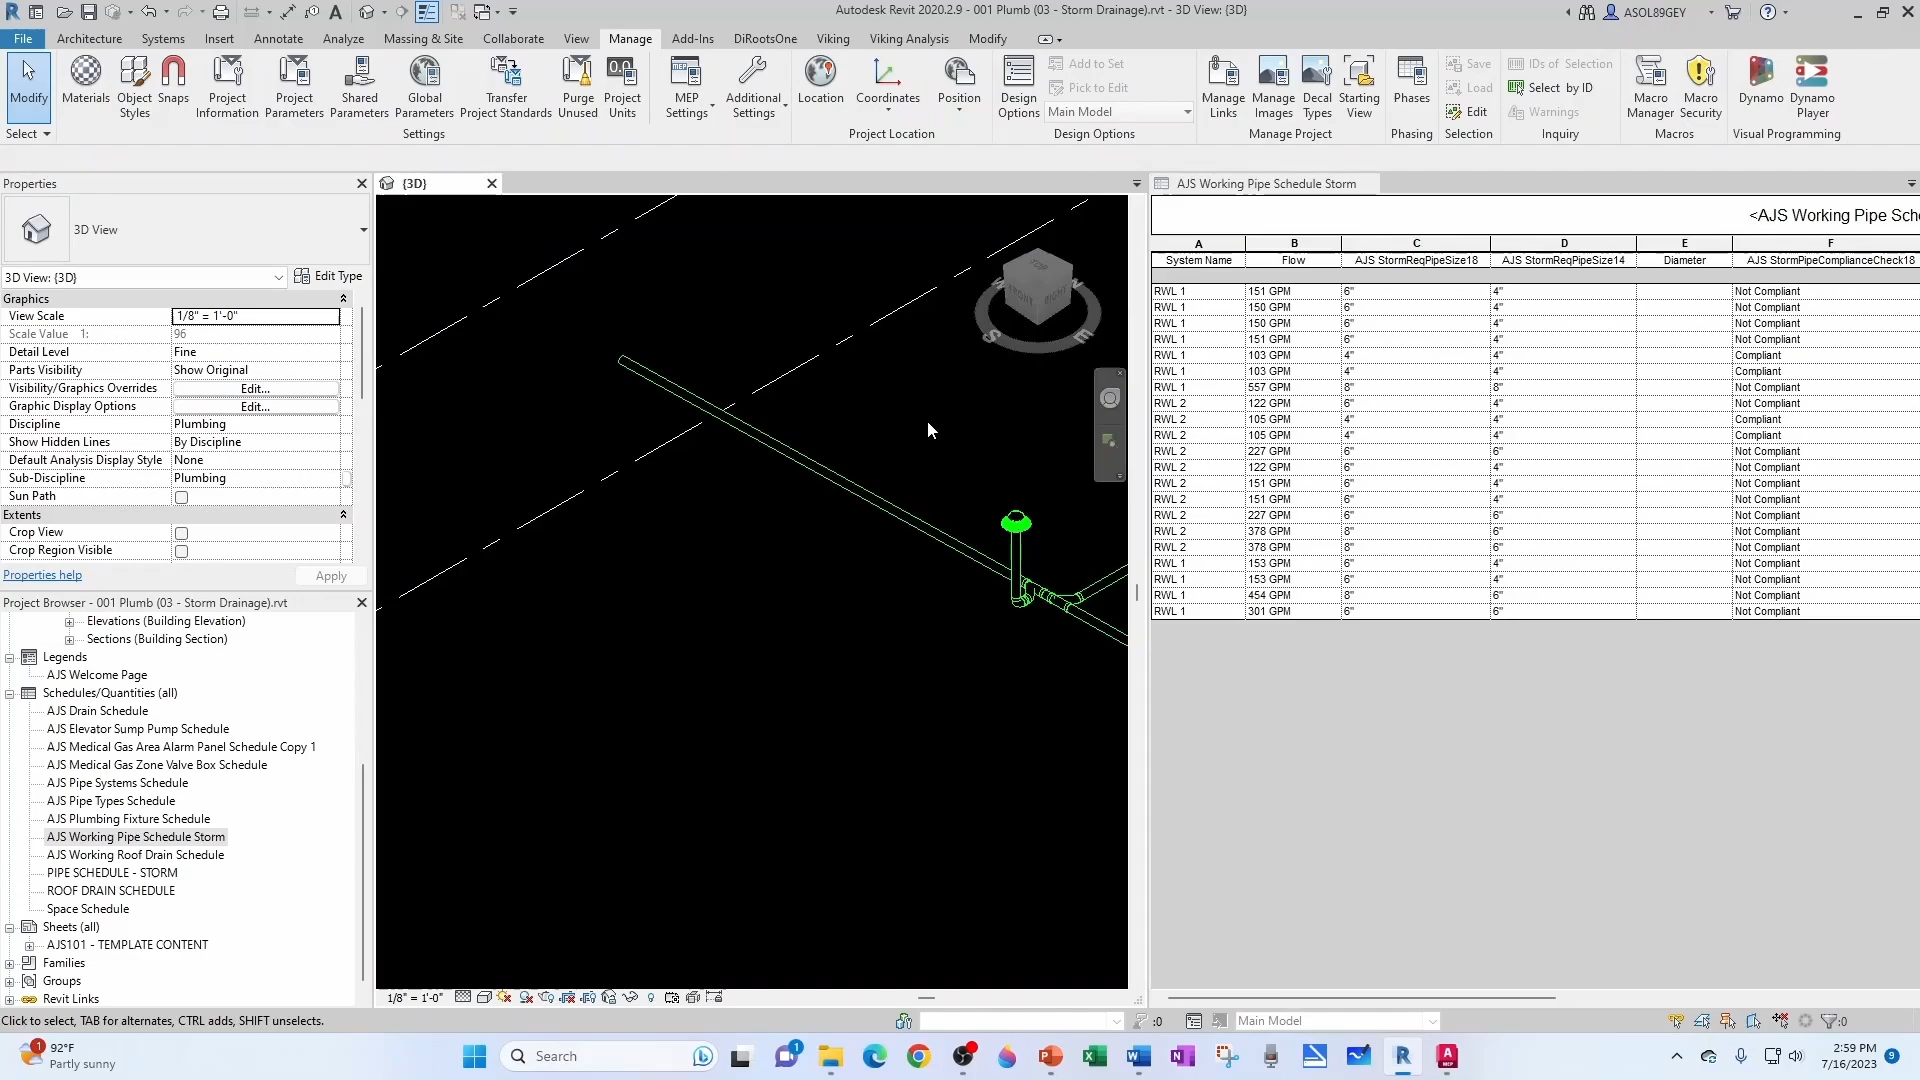 Autodesk Revit 2020.2.9 - 001 Plumb (03 - Storm Drainage).rvt - 3D View: {3D}
ASOL89GEY
File Architecture Systems Insert Annotate Analyze Massing & Site Collaborate View Manage Add-Ins DiRootsOne Viking Viking Analysis Modify
Modify
Select
Materials
Object Styles
Snaps
Project Information
Project Parameters
Shared Parameters
Global Parameters
Transfer Project Standards
Purge Unused
Project Units
Settings
MEP Settings
Additional Settings
Location
Coordinates
Position
Project Location
Design Options
Add to Set
Pick to Edit
Main Model
Design Options
Manage Links
Manage Images
Decal Types
Starting View
Manage Project
Phases
Phasing
Save
Load
Edit
Selection
IDs of Selection
Select by ID
Warnings
Inquiry
Macro Manager
Macro Security
Macros
Dynamo
Dynamo Player
Visual Programming
Properties
3D View
3D View: {3D}
Edit Type
Graphics
View Scale 1/8" = 1'-0"
Scale Value 1: 96
Detail Level Fine
Parts Visibility Show Original
Visibility/Graphics Overrides Edit...
Graphic Display Options Edit...
Discipline Plumbing
Show Hidden Lines By Discipline
Default Analysis Display Style None
Sub-Discipline Plumbing
Sun Path
Extents
Crop View
Crop Region Visible
Properties help
Apply
Project Browser - 001 Plumb (03 - Storm Drainage).rvt
Elevations (Building Elevation)
Sections (Building Section)
Legends
AJS Welcome Page
Schedules/Quantities (all)
AJS Drain Schedule
AJS Elevator Sump Pump Schedule
AJS Medical Gas Area Alarm Panel Schedule Copy 1
AJS Medical Gas Zone Valve Box Schedule
AJS Pipe Systems Schedule
AJS Pipe Types Schedule
AJS Plumbing Fixture Schedule
AJS Working Pipe Schedule Storm
AJS Working Roof Drain Schedule
PIPE SCHEDULE - STORM
ROOF DRAIN SCHEDULE
Space Schedule
Sheets (all)
AJS101 - TEMPLATE CONTENT
Families
Groups
Revit Links
{3D}
TOP
FRONT
RIGHT
W
N
S
E
1/8" = 1'-0"
AJS Working Pipe Schedule Storm
<AJS Working Pipe Sch
A B C D E F
System Name Flow AJS StormReqPipeSize18 AJS StormReqPipeSize14 Diameter AJS StormPipeComplianceCheck18
RWL 1 151 GPM 6" 4" Not Compliant
RWL 1 150 GPM 6" 4" Not Compliant
RWL 1 150 GPM 6" 4" Not Compliant
RWL 1 151 GPM 6" 4" Not Compliant
RWL 1 103 GPM 4" 4" Compliant
RWL 1 103 GPM 4" 4" Compliant
RWL 1 557 GPM 8" 8" Not Compliant
RWL 2 122 GPM 6" 4" Not Compliant
RWL 2 105 GPM 4" 4" Compliant
RWL 2 105 GPM 4" 4" Compliant
RWL 2 227 GPM 6" 6" Not Compliant
RWL 2 122 GPM 6" 4" Not Compliant
RWL 2 151 GPM 6" 4" Not Compliant
RWL 2 151 GPM 6" 4" Not Compliant
RWL 2 227 GPM 6" 6" Not Compliant
RWL 2 378 GPM 8" 6" Not Compliant
RWL 2 378 GPM 8" 6" Not Compliant
RWL 1 153 GPM 6" 4" Not Compliant
RWL 1 153 GPM 6" 4" Not Compliant
RWL 1 454 GPM 8" 6" Not Compliant
RWL 1 301 GPM 6" 6" Not Compliant
Click to select, TAB for alternates, CTRL adds, SHIFT unselects.
:0
Main Model
:0
1
92°F
Partly sunny
Search
1
2:59 PM
7/16/2023
9